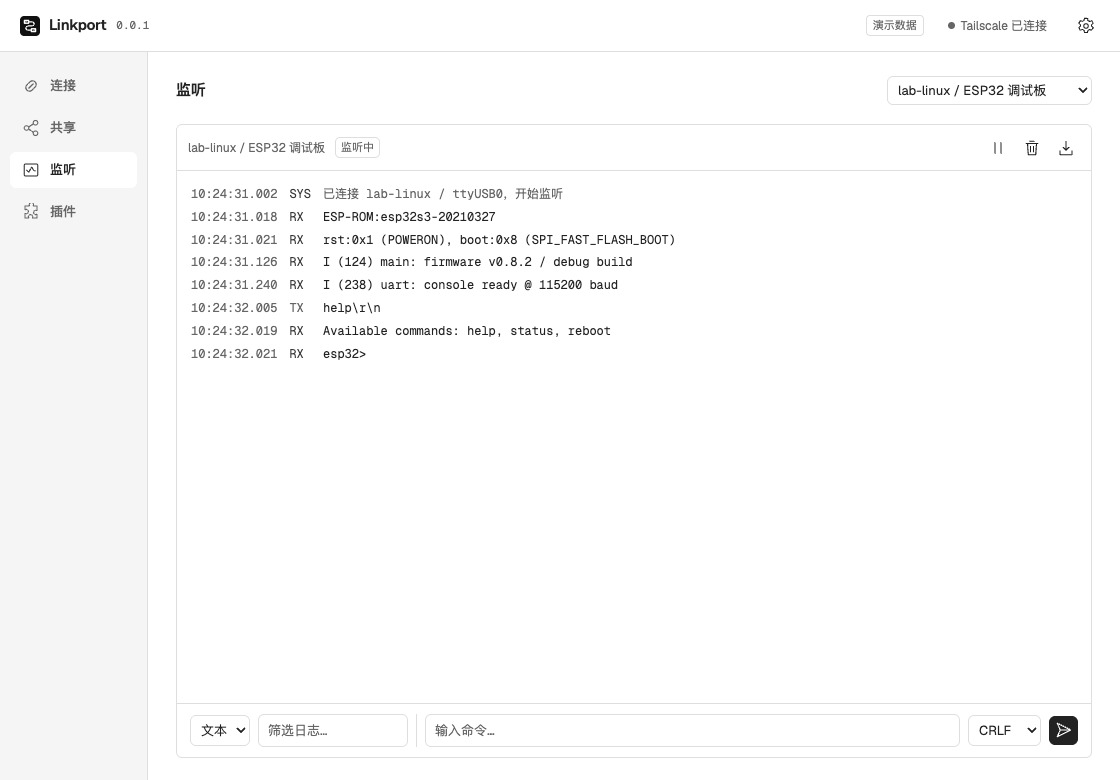 Linkport 0.0.1
演示数据
Tailscale 已连接
连接
共享
监听
插件
监听
lab-linux / ESP32 调试板
lab-linux / ESP32 调试板 监听中
10:24:31.002 SYS 已连接 lab-linux / ttyUSB0，开始监听
10:24:31.018 RX ESP-ROM:esp32s3-20210327
10:24:31.021 RX rst:0x1 (POWERON), boot:0x8 (SPI_FAST_FLASH_BOOT)
10:24:31.126 RX I (124) main: firmware v0.8.2 / debug build
10:24:31.240 RX I (238) uart: console ready @ 115200 baud
10:24:32.005 TX help\r\n
10:24:32.019 RX Available commands: help, status, reboot
10:24:32.021 RX esp32>
文本
筛选日志…
输入命令…
CRLF